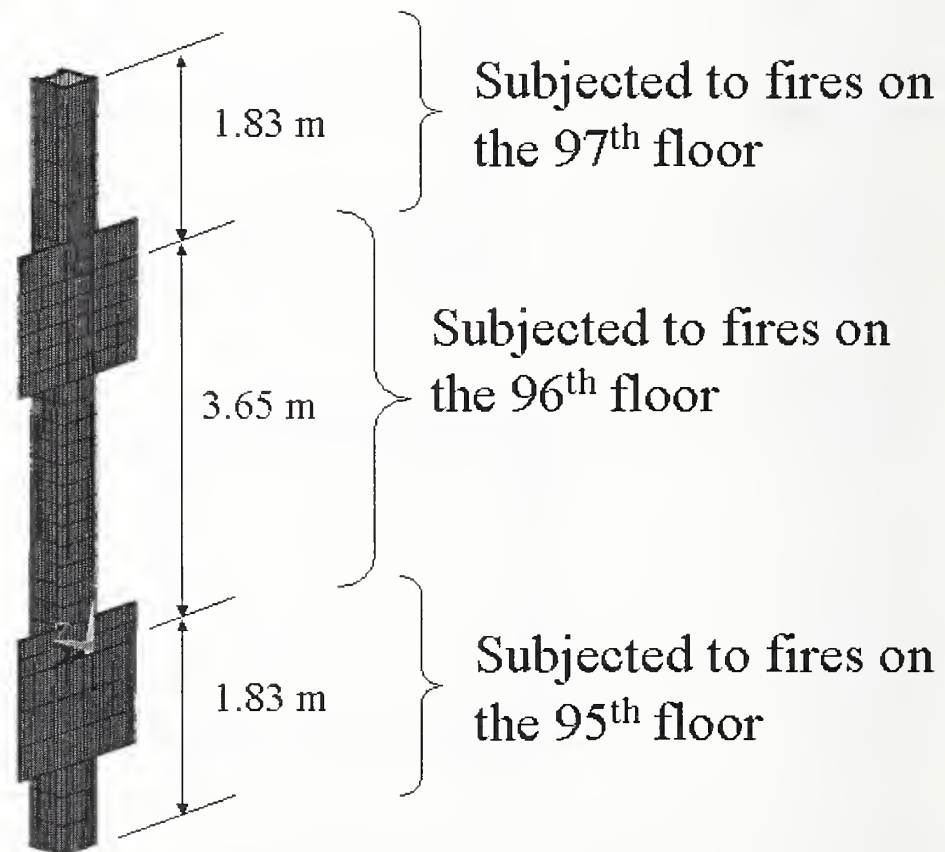 1.83 m
Subjected to fires on
the 97th floor
3.65 m
Subjected to fires on
the 96th floor
1.83 m
Subjected to fires on
the 95th floor